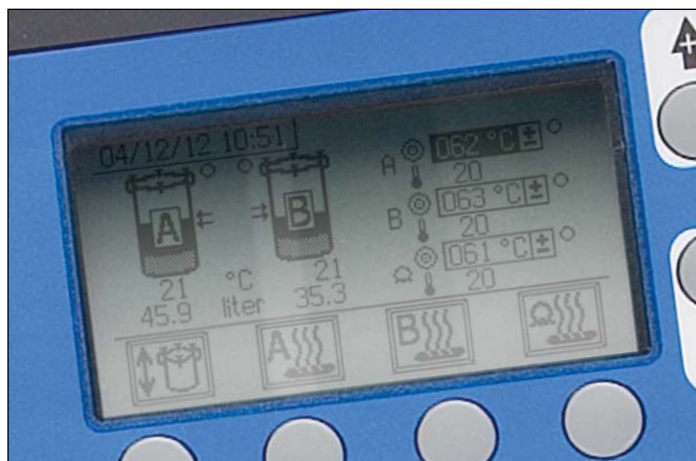 04/12/12 10:51
A 062 °C ±
20
B 063 °C ±
20
061 °C ±
20
A B
21 °C 21
45.9 liter 35.3
A B
+